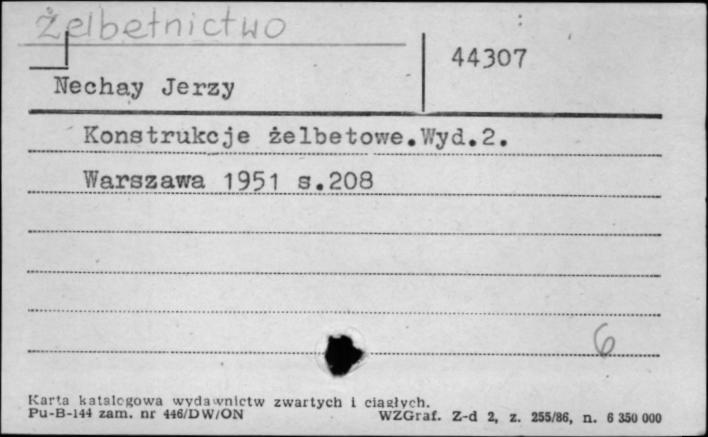 żelbetnictwo
44307
Nechay Jerzy
Konstrukcje żelbetowe.Wyd.2.
Warszawa 1951 s.208
6
Karta katalogowa wydawnictw zwartych i ciągłych.
Pu-B-144 zam. nr 446/DW/ON WZGraf. Z-d 2, z. 255/86, n. 6 350 000